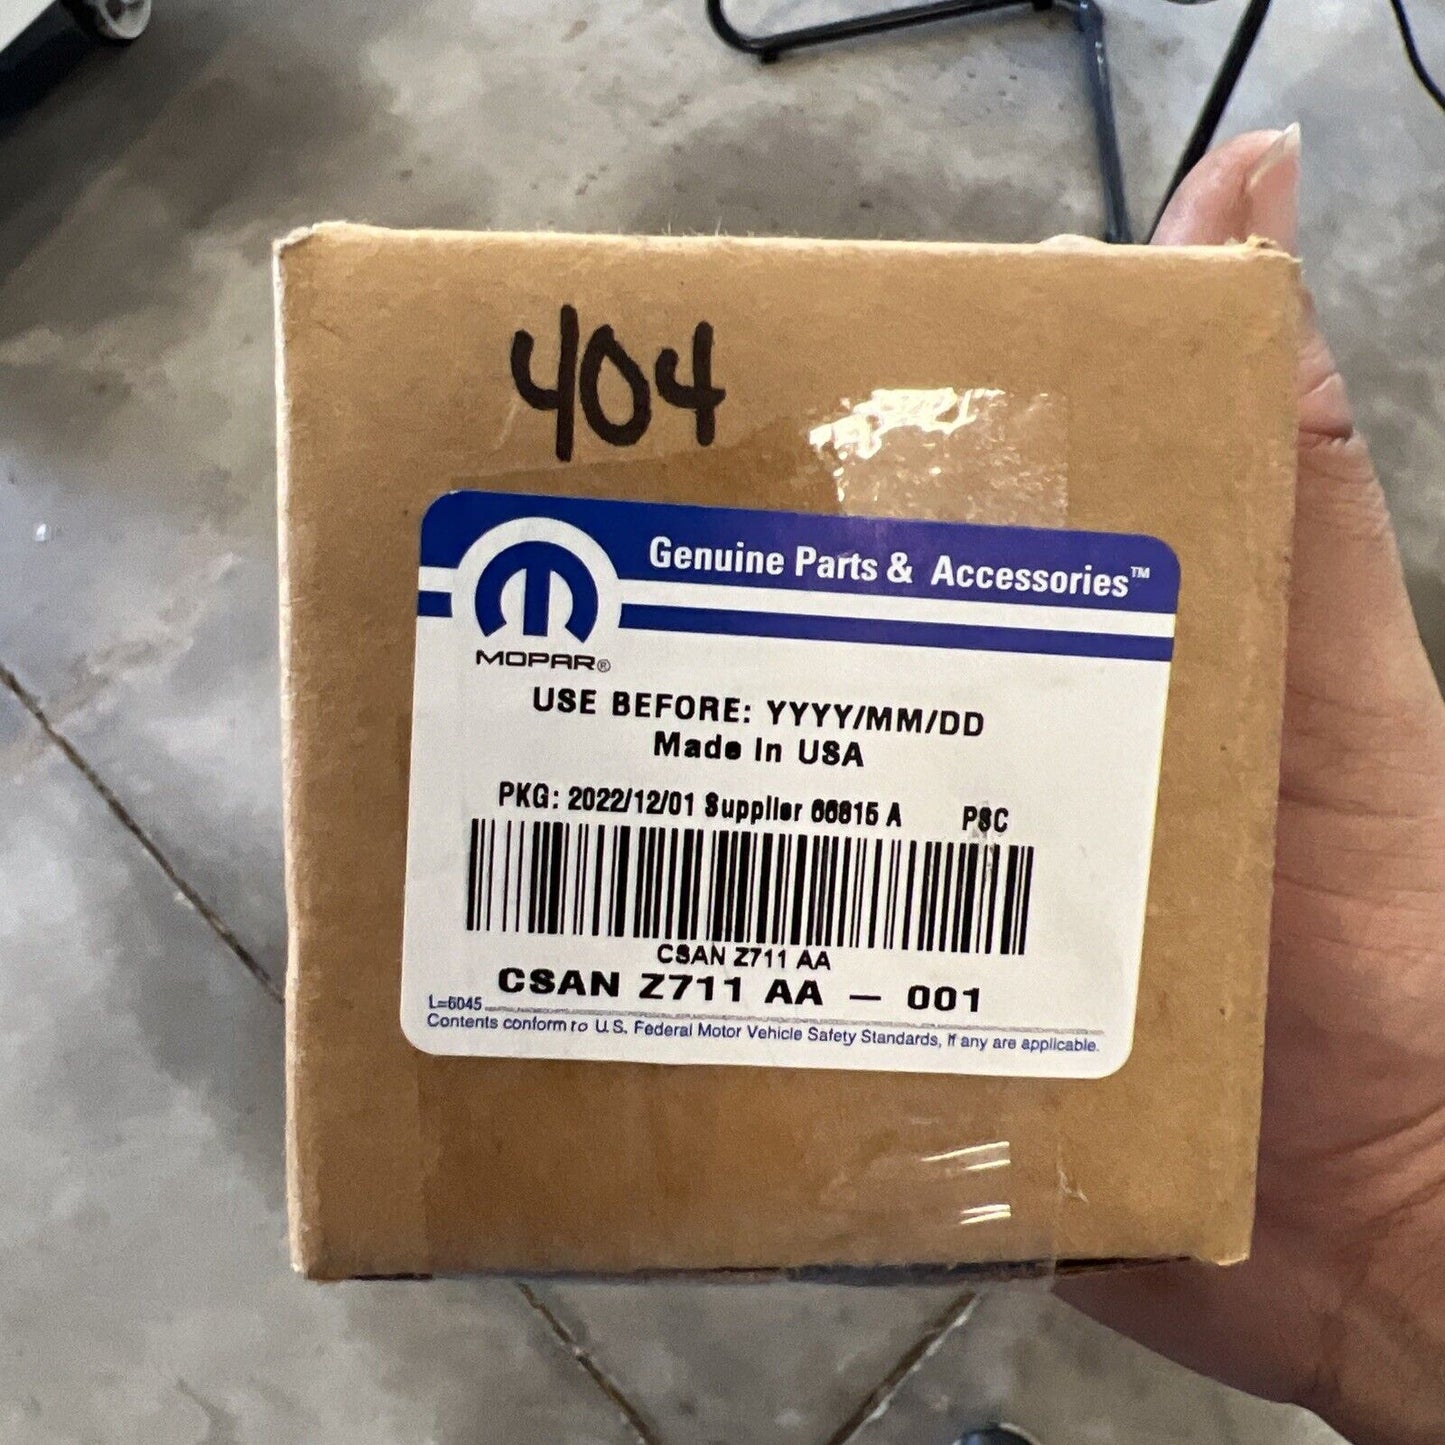 404
Genuine Parts & Accessories™
MOPAR®
USE BEFORE: YYYY/MM/DD
Made In USA
PKG: 2022/12/01 Supplier 66815 A PSC
CSAN Z711 AA
CSAN Z711 AA — 001
L=6045
Contents conform to U.S. Federal Motor Vehicle Safety Standards, if any are applicable.